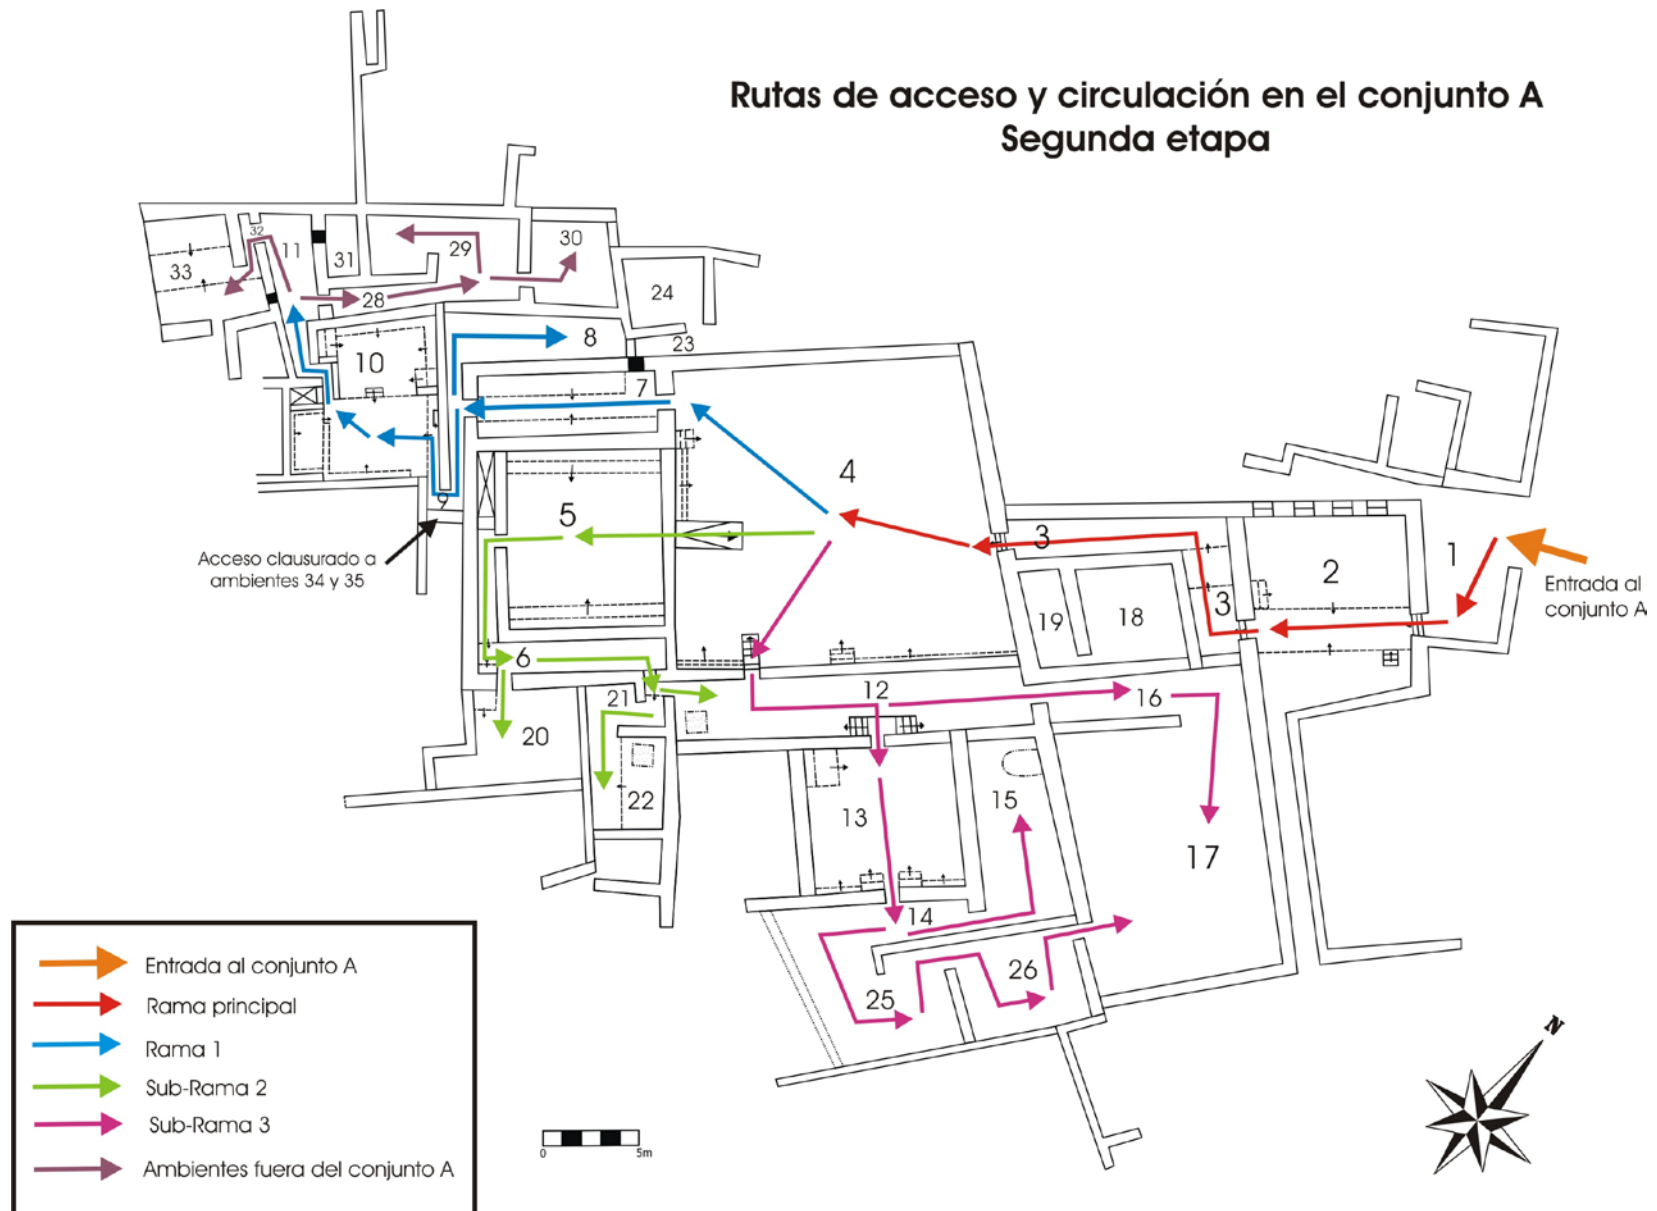 Rutas de acceso y circulación en el conjunto A
Segunda etapa
32
11
31
29
30
33
28
24
8
23
10
7
4
9
5
3
1
2
Acceso clausurado a
ambientes 34 y 35
Entrada al
conjunto A
3
19
18
6
12
16
21
20
22
13
15
17
14
26
25
Entrada al conjunto A
Rama principal
Rama 1
Sub-Rama 2
Sub-Rama 3
Ambientes fuera del conjunto A
0
5m
N